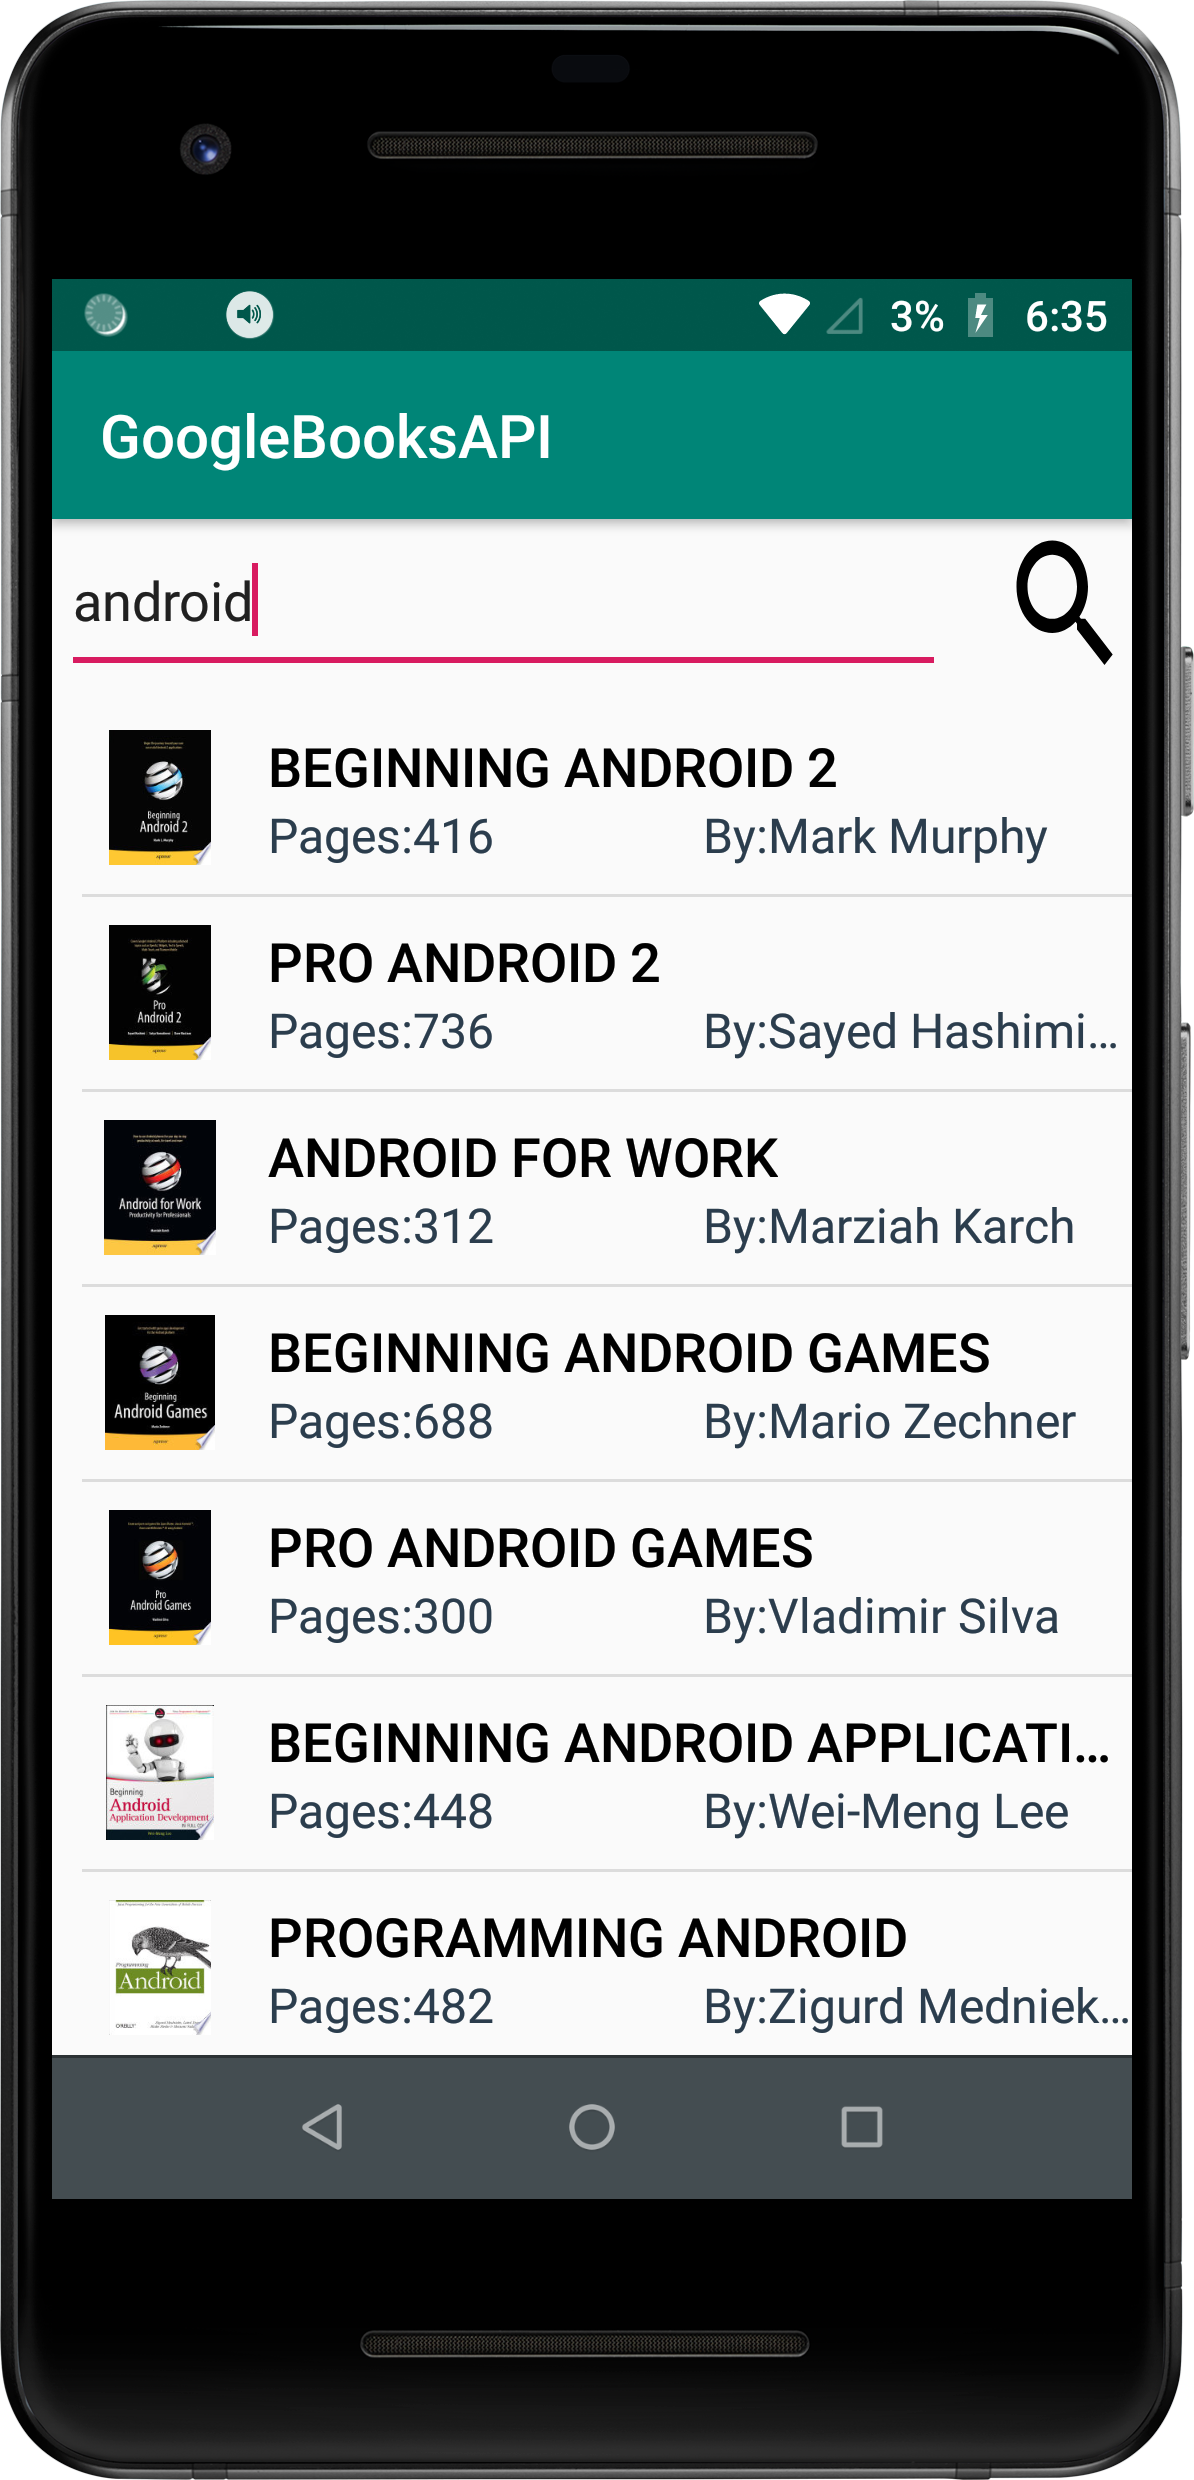 3% 6:35
GoogleBooksAPI
android
Beginning
Android 2
BEGINNING ANDROID 2
Pages:416 By:Mark Murphy
Pro
Android 2
PRO ANDROID 2
Pages:736 By:Sayed Hashimi...
Android for Work
Productivity for Professionals
ANDROID FOR WORK
Pages:312 By:Marziah Karch
Beginning
Android Games
BEGINNING ANDROID GAMES
Pages:688 By:Mario Zechner
Pro
Android Games
PRO ANDROID GAMES
Pages:300 By:Vladimir Silva
Beginning
Android
Application Development
BEGINNING ANDROID APPLICATI...
Pages:448 By:Wei-Meng Lee
Programming
Android
O'REILLY
PROGRAMMING ANDROID
Pages:482 By:Zigurd Medniek...